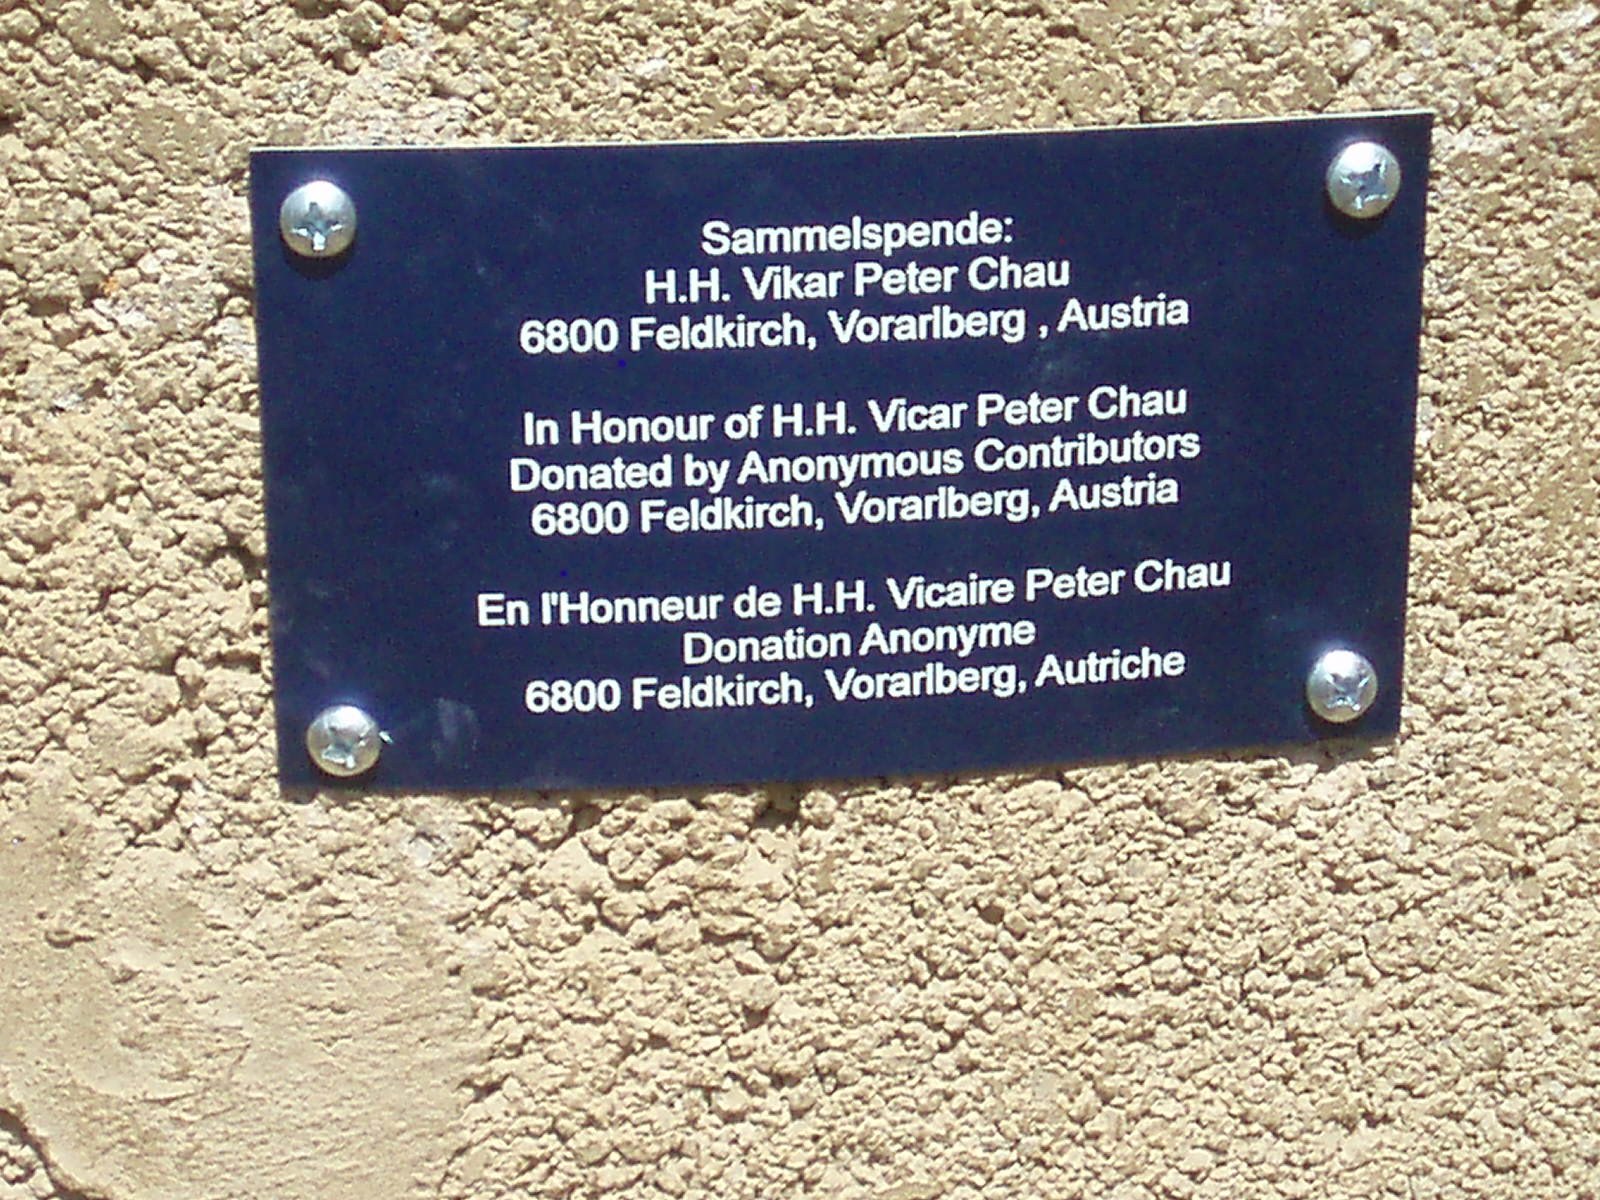 Sammelspende:
H.H. Vikar Peter Chau
6800 Feldkirch, Vorarlberg , Austria
In Honour of H.H. Vicar Peter Chau
Donated by Anonymous Contributors
6800 Feldkirch, Vorarlberg, Austria
En l'Honneur de H.H. Vicaire Peter Chau
Donation Anonyme
6800 Feldkirch, Vorarlberg, Autriche